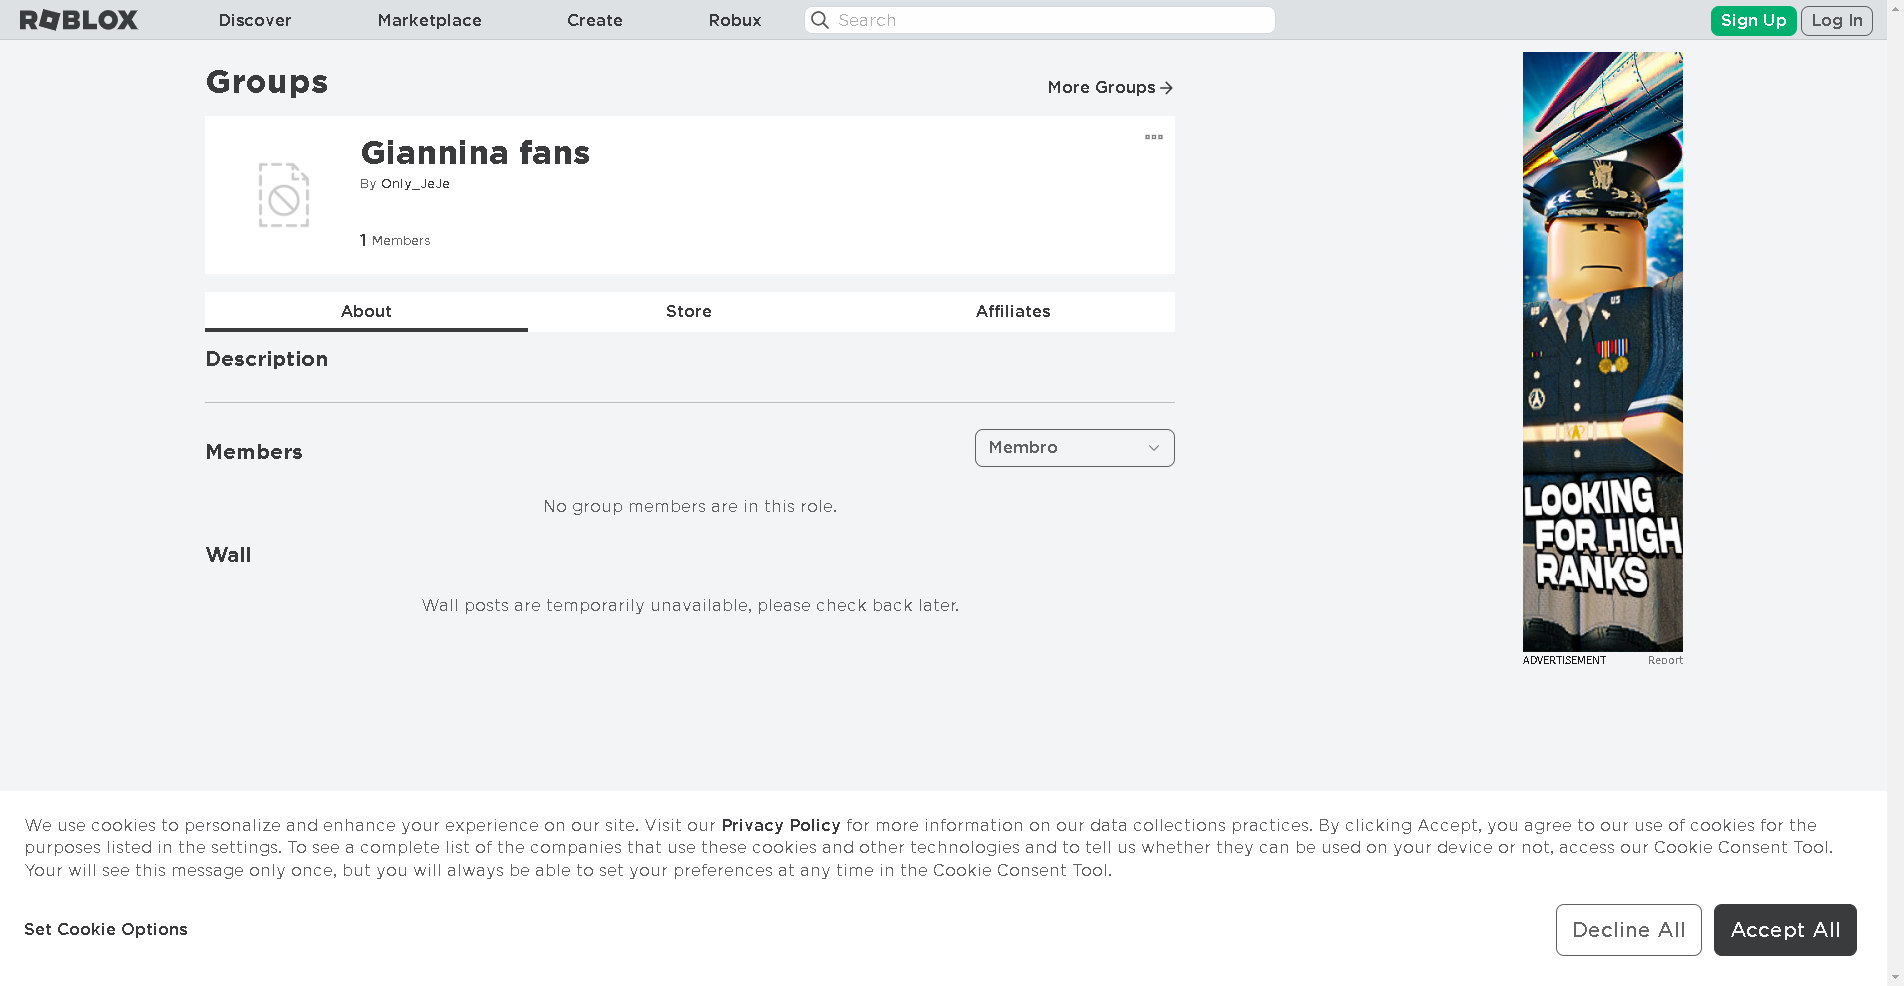 ROBLOX
Discover
Marketplace
Create
Robux
Search
Sign Up
Log In
Groups
More Groups
Giannina fans
By Only_JeJe
1 Members
About
Store
Affiliates
Description
Members
Membro
No group members are in this role.
Wall
Wall posts are temporarily unavailable, please check back later.
US
US
LOOKING
FOR HIGH
RANKS
ADVERTISEMENT
Report
We use cookies to personalize and enhance your experience on our site. Visit our Privacy Policy for more information on our data collections practices. By clicking Accept, you agree to our use of cookies for the
purposes listed in the settings. To see a complete list of the companies that use these cookies and other technologies and to tell us whether they can be used on your device or not, access our Cookie Consent Tool.
Your will see this message only once, but you will always be able to set your preferences at any time in the Cookie Consent Tool.
Set Cookie Options
Decline All
Accept All